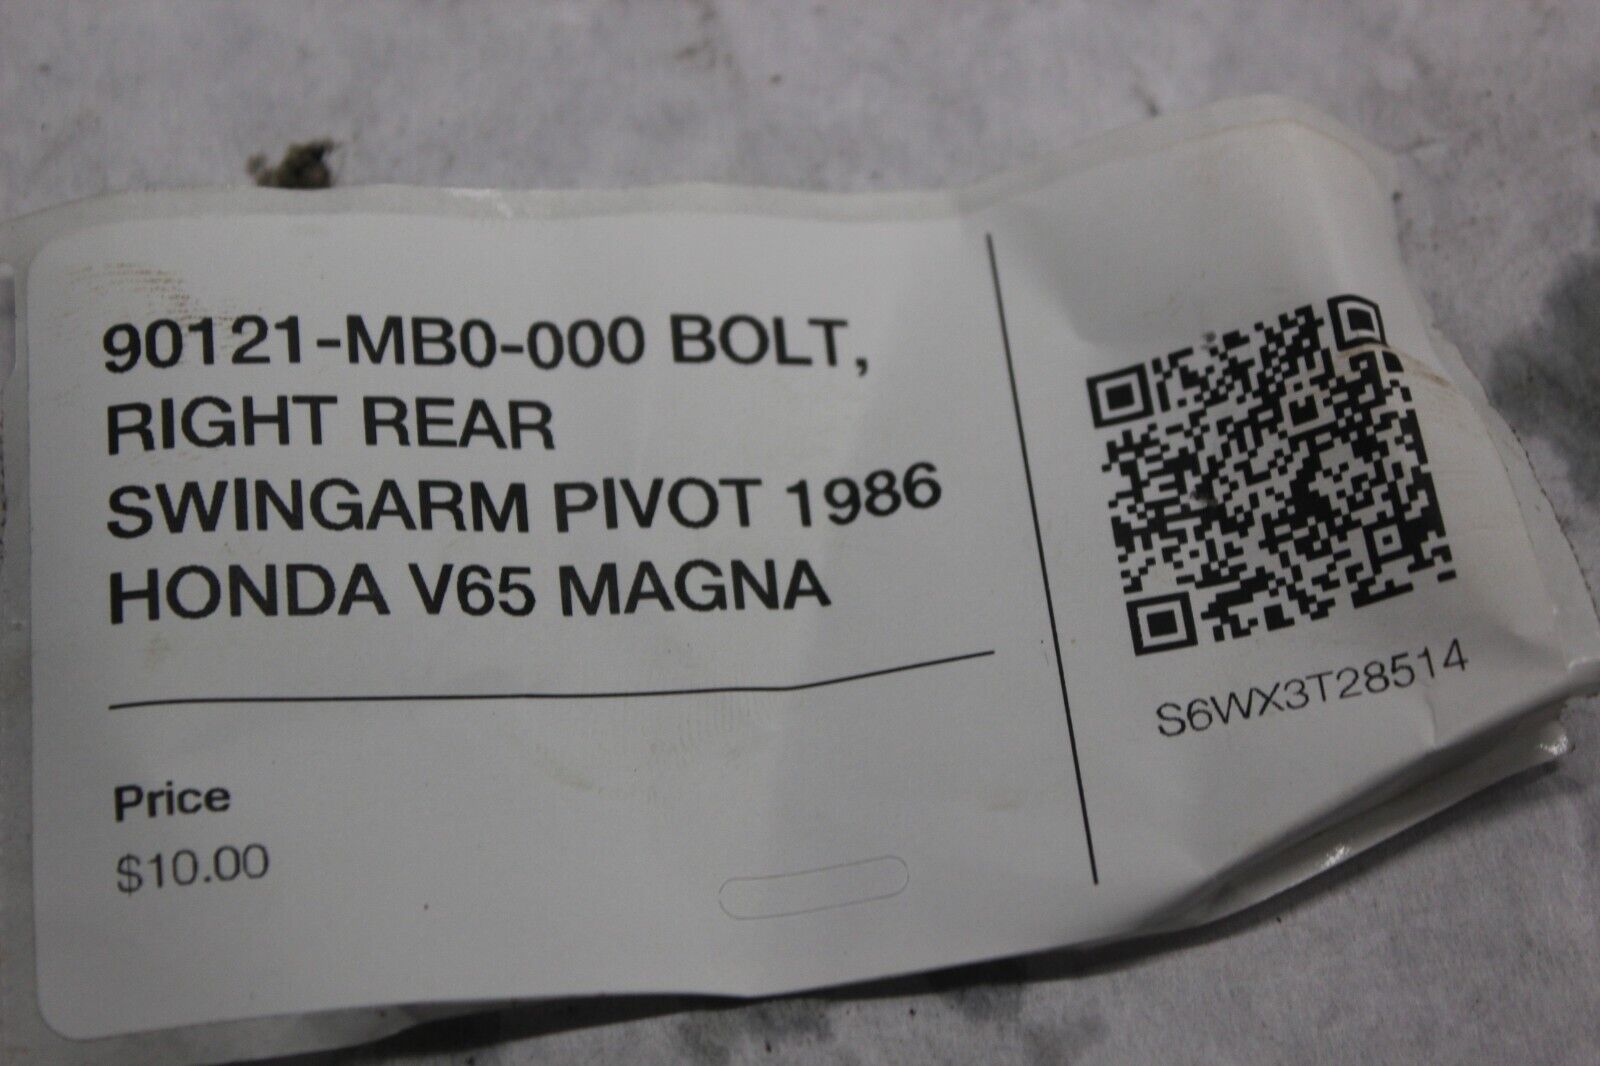 90121-MB0-000 BOLT,
RIGHT REAR
SWINGARM PIVOT 1986
HONDA V65 MAGNA
Price
$10.00
S6WX3T28514